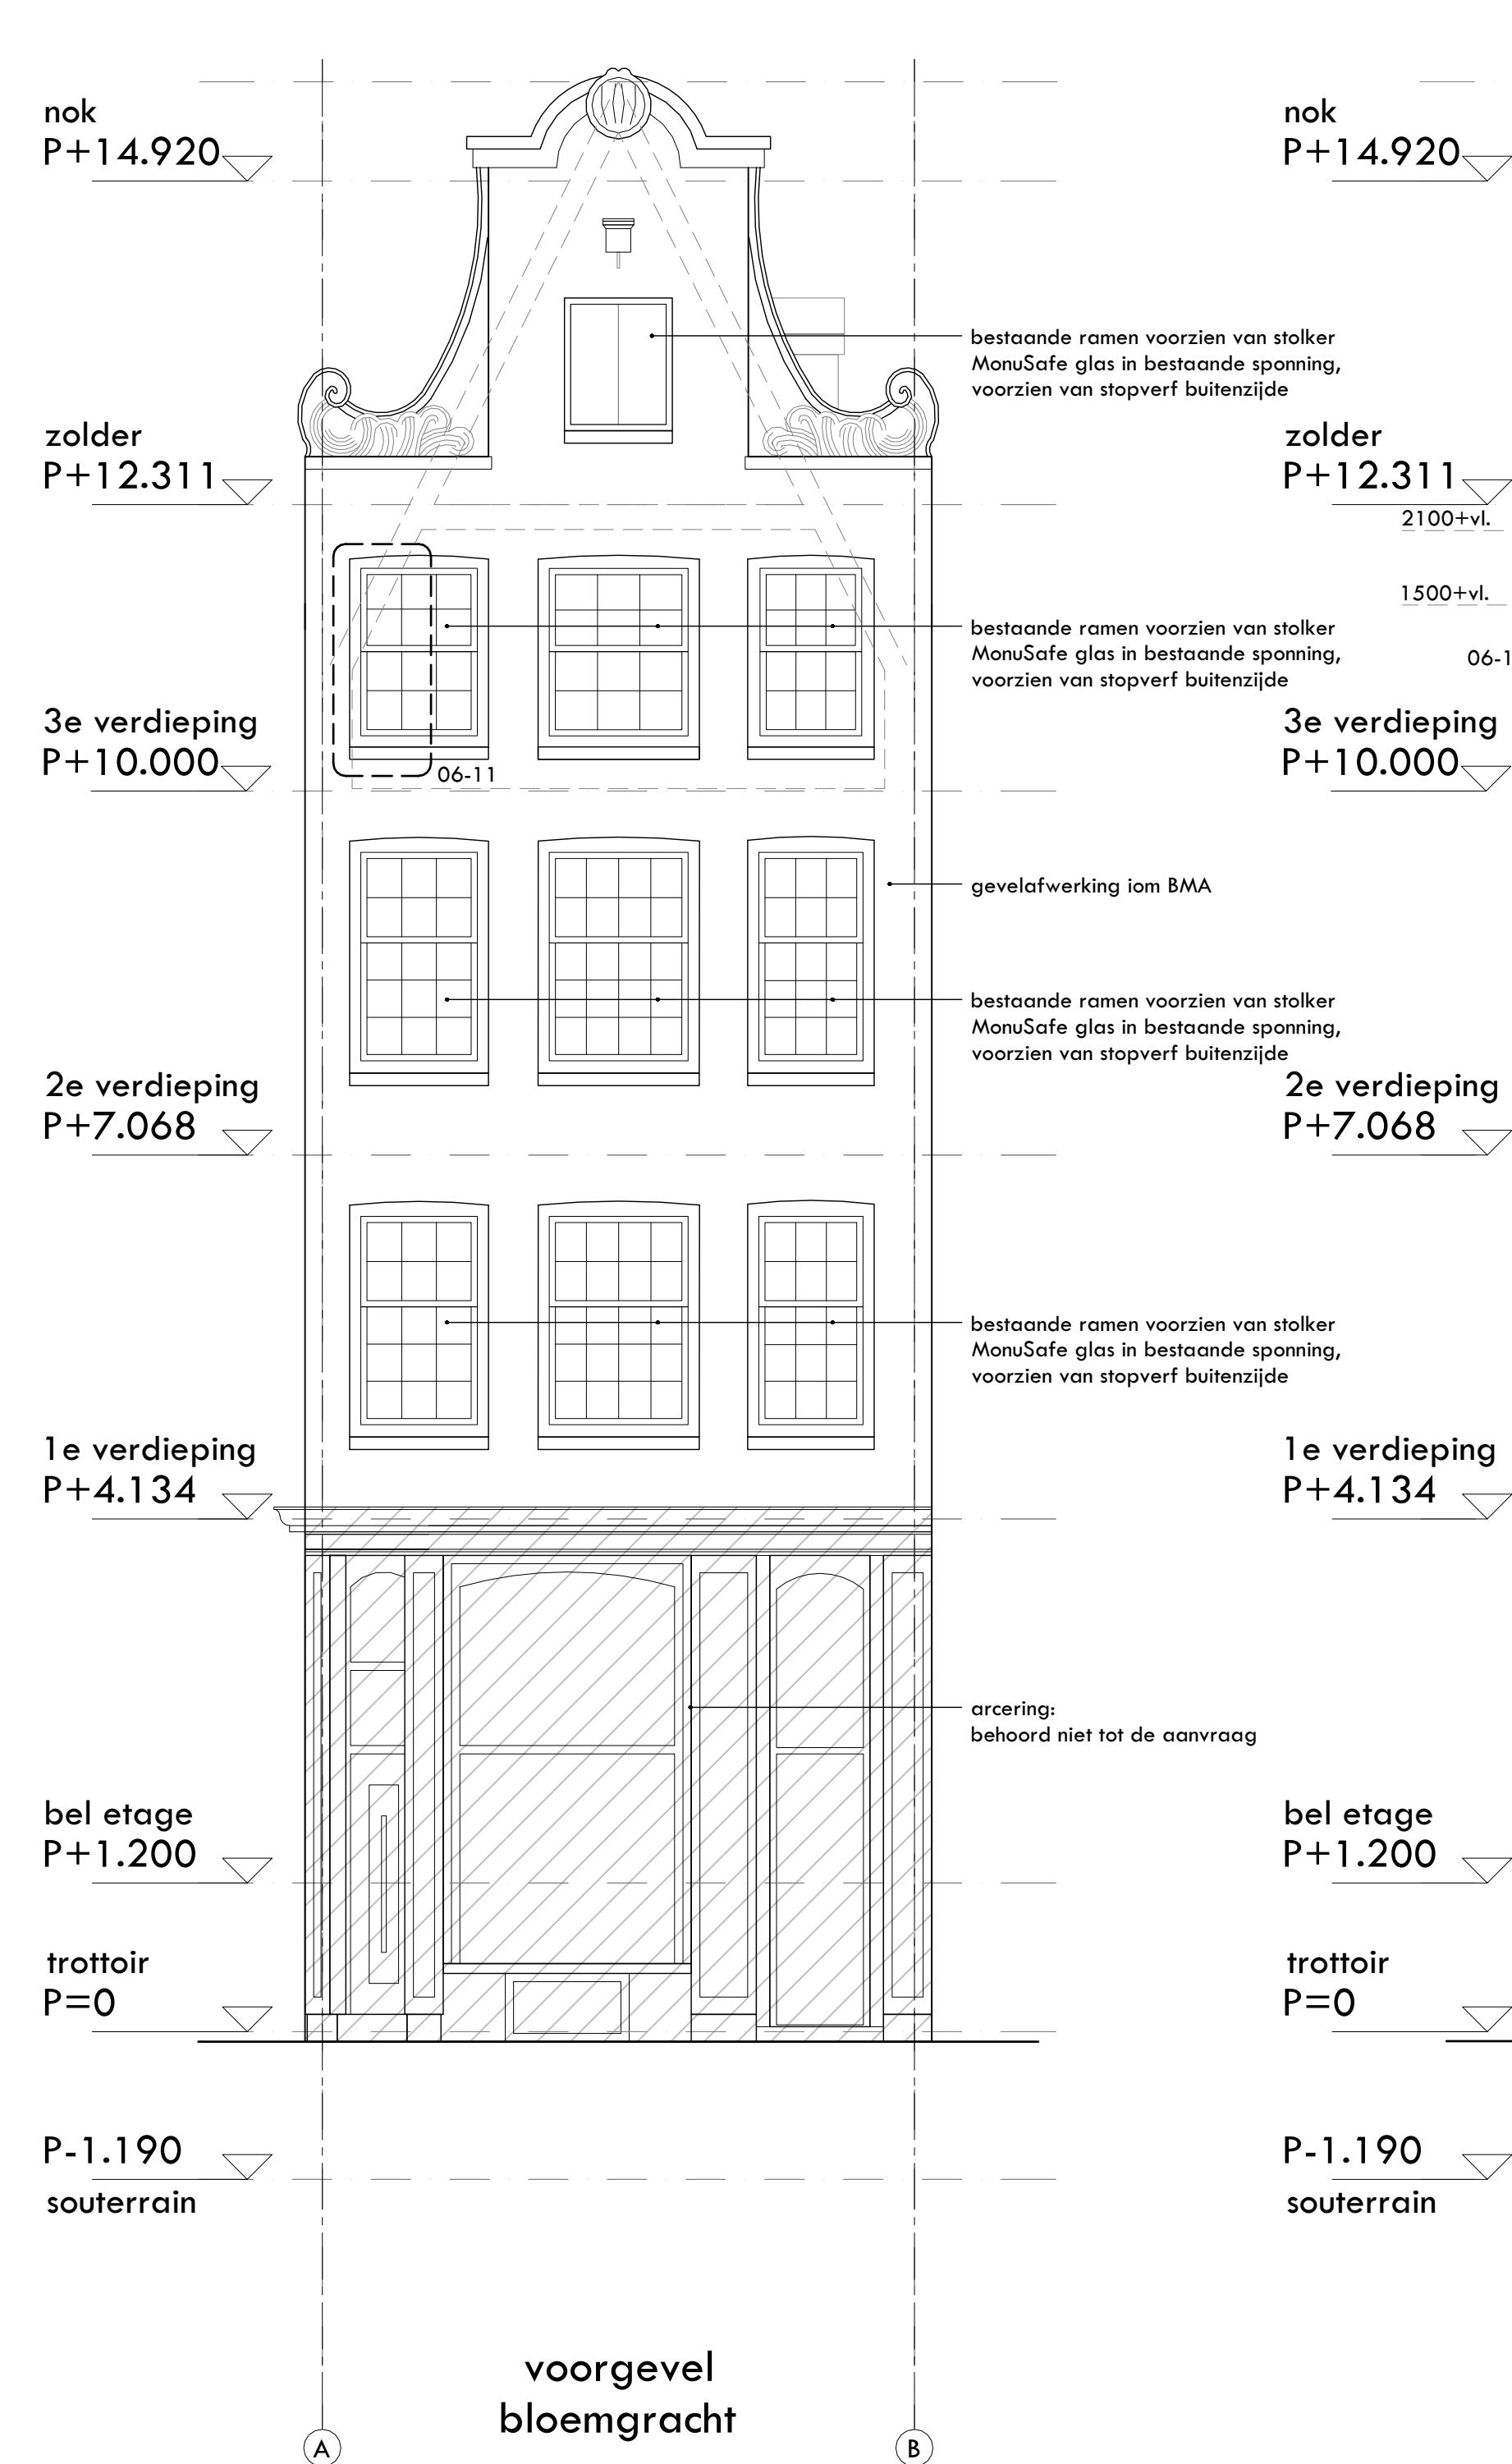 nok
P+14.920
zolder
P+12.311
3e verdieping
P+10.000
2e verdieping
P+7.068
1e verdieping
P+4.134
bel etage
P+1.200
trottoir
P=0
P-1.190
souterrain
06-11
bestaande ramen voorzien van stolker
MonuSafe glas in bestaande sponning,
voorzien van stopverf buitenzijde
bestaande ramen voorzien van stolker
MonuSafe glas in bestaande sponning,
voorzien van stopverf buitenzijde
gevelafwerking iom BMA
bestaande ramen voorzien van stolker
MonuSafe glas in bestaande sponning,
voorzien van stopverf buitenzijde
bestaande ramen voorzien van stolker
MonuSafe glas in bestaande sponning,
voorzien van stopverf buitenzijde
arcering:
behoord niet tot de aanvraag
voorgevel
bloemgracht
A
B
nok
P+14.920
zolder
P+12.311
2100+vl.
1500+vl.
06-1
3e verdieping
P+10.000
2e verdieping
P+7.068
1e verdieping
P+4.134
bel etage
P+1.200
trottoir
P=0
P-1.190
souterrain